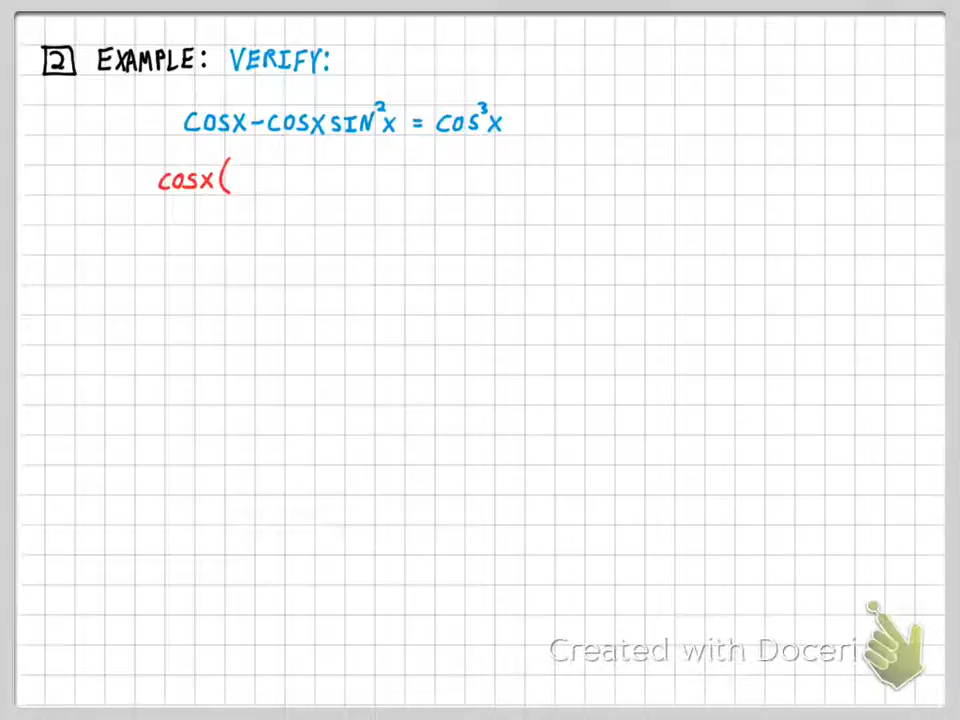 2 EXAMPLE: VERIFY:
COSX-COSXSIN²X = COS³X
COSX(
Created with Doceri